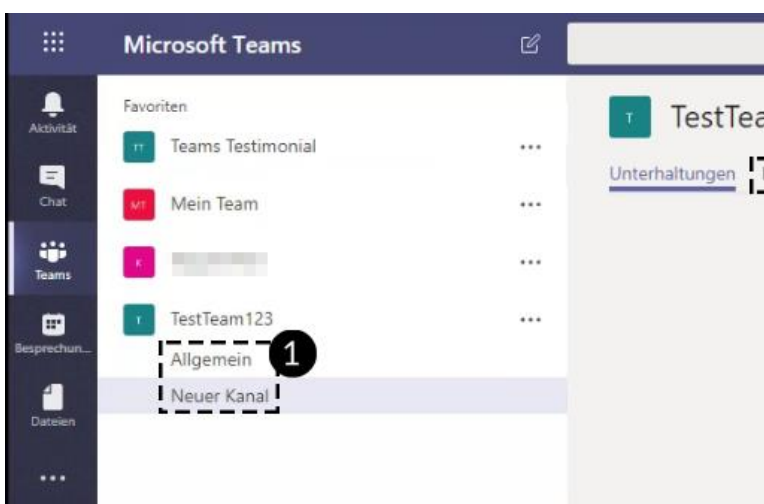 Microsoft Teams
Aktivität
Chat
Teams
Besprechun...
Dateien
Favoriten
TT Teams Testimonial
MT Mein Team
K
T TestTeam123
Allgemein
1
Neuer Kanal
T TestTea
Unterhaltungen